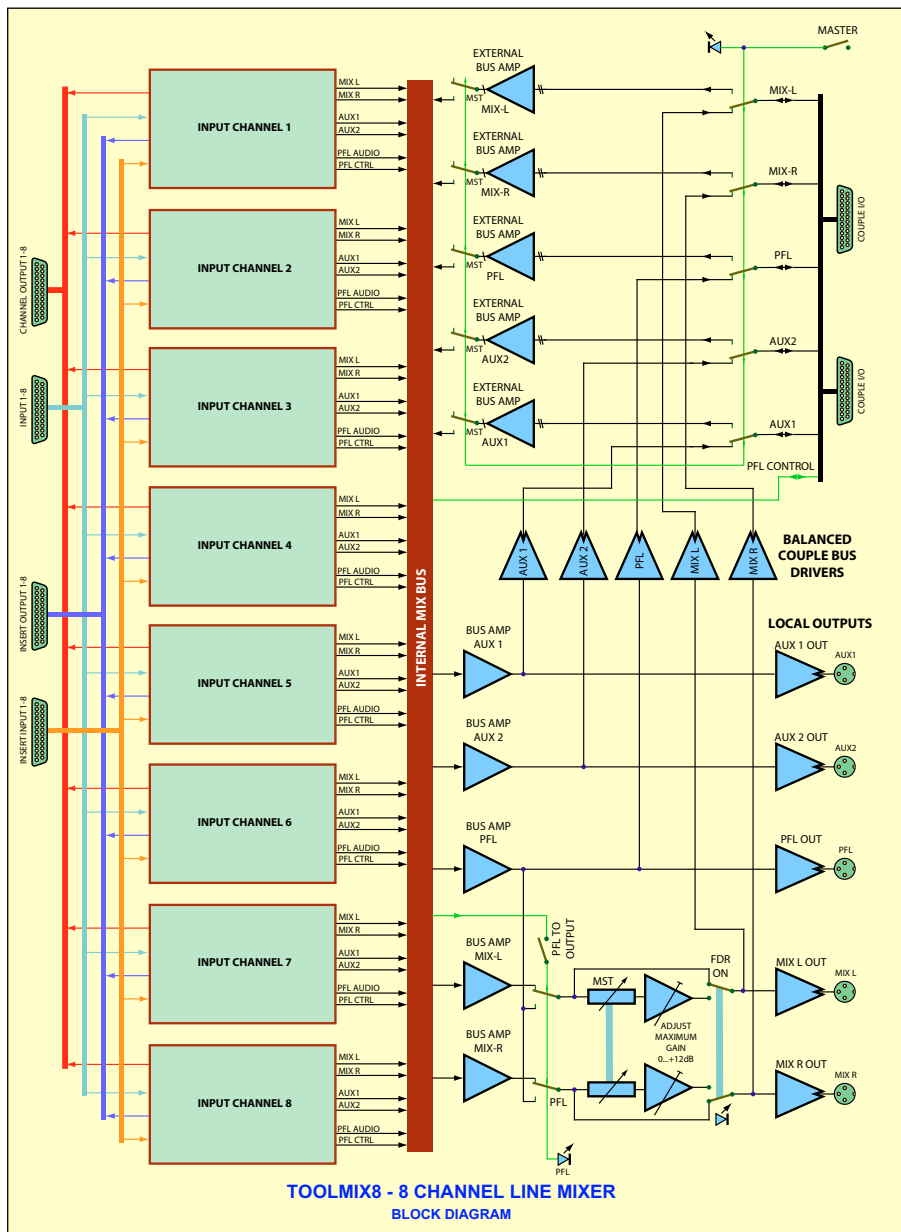 CHANNEL OUTPUT 1-8
INPUT 1-8
INSERT OUTPUT 1-8
INSERT INPUT 1-8
INPUT CHANNEL 1
MIX L
MIX R
AUX1
AUX2
PFL AUDIO
PFL CTRL
INPUT CHANNEL 2
MIX L
MIX R
AUX1
AUX2
PFL AUDIO
PFL CTRL
INPUT CHANNEL 3
MIX L
MIX R
AUX1
AUX2
PFL AUDIO
PFL CTRL
INPUT CHANNEL 4
MIX L
MIX R
AUX1
AUX2
PFL AUDIO
PFL CTRL
INPUT CHANNEL 5
MIX L
MIX R
AUX1
AUX2
PFL AUDIO
PFL CTRL
INPUT CHANNEL 6
MIX L
MIX R
AUX1
AUX2
PFL AUDIO
PFL CTRL
INPUT CHANNEL 7
MIX L
MIX R
AUX1
AUX2
PFL AUDIO
PFL CTRL
INPUT CHANNEL 8
MIX L
MIX R
AUX1
AUX2
PFL AUDIO
PFL CTRL
INTERNAL MIX BUS
EXTERNAL
BUS AMP
MST
MIX-L
EXTERNAL
BUS AMP
MST
MIX-R
EXTERNAL
BUS AMP
MST
PFL
EXTERNAL
BUS AMP
MST
AUX2
EXTERNAL
BUS AMP
MST
AUX1
MASTER
MIX-L
MIX-R
PFL
AUX2
AUX1
PFL CONTROL
COUPLE I/O
COUPLE I/O
AUX 1
AUX 2
PFL
MIX L
MIX R
BALANCED
COUPLE BUS
DRIVERS
LOCAL OUTPUTS
BUS AMP
AUX 1
AUX 1 OUT
AUX1
BUS AMP
AUX 2
AUX 2 OUT
AUX2
BUS AMP
PFL
PFL OUT
PFL
PFL TO
OUTPUT
BUS AMP
MIX-L
MST
FDR
ON
MIX L OUT
MIX L
ADJUST
MAXIMUM
GAIN
0...+12dB
BUS AMP
MIX-R
PFL
MIX R OUT
MIX R
PFL
TOOLMIX8 - 8 CHANNEL LINE MIXER
BLOCK DIAGRAM